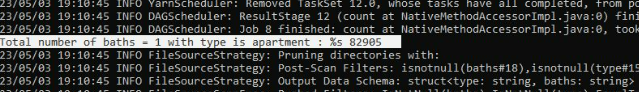 23/05/03 19:10:45 INFO YarnScheduler: Removed TaskSet 12.0, whose tasks have all completed, from po
23/05/03 19:10:45 INFO DAGScheduler: ResultStage 12 (count at NativeMethodAccessorImpl.java:0) fini
23/05/03 19:10:45 INFO DAGScheduler: Job 8 finished: count at NativeMethodAccessorImpl.java:0, took
Total number of baths = 1 with type is apartment : %s 82905
23/05/03 19:10:45 INFO FileSourceStrategy: Pruning directories with:
23/05/03 19:10:45 INFO FileSourceStrategy: Post-Scan Filters: isnotnull(baths#18),isnotnull(type#15
23/05/03 19:10:45 INFO FileSourceStrategy: Output Data Schema: struct<type: string, baths: string>